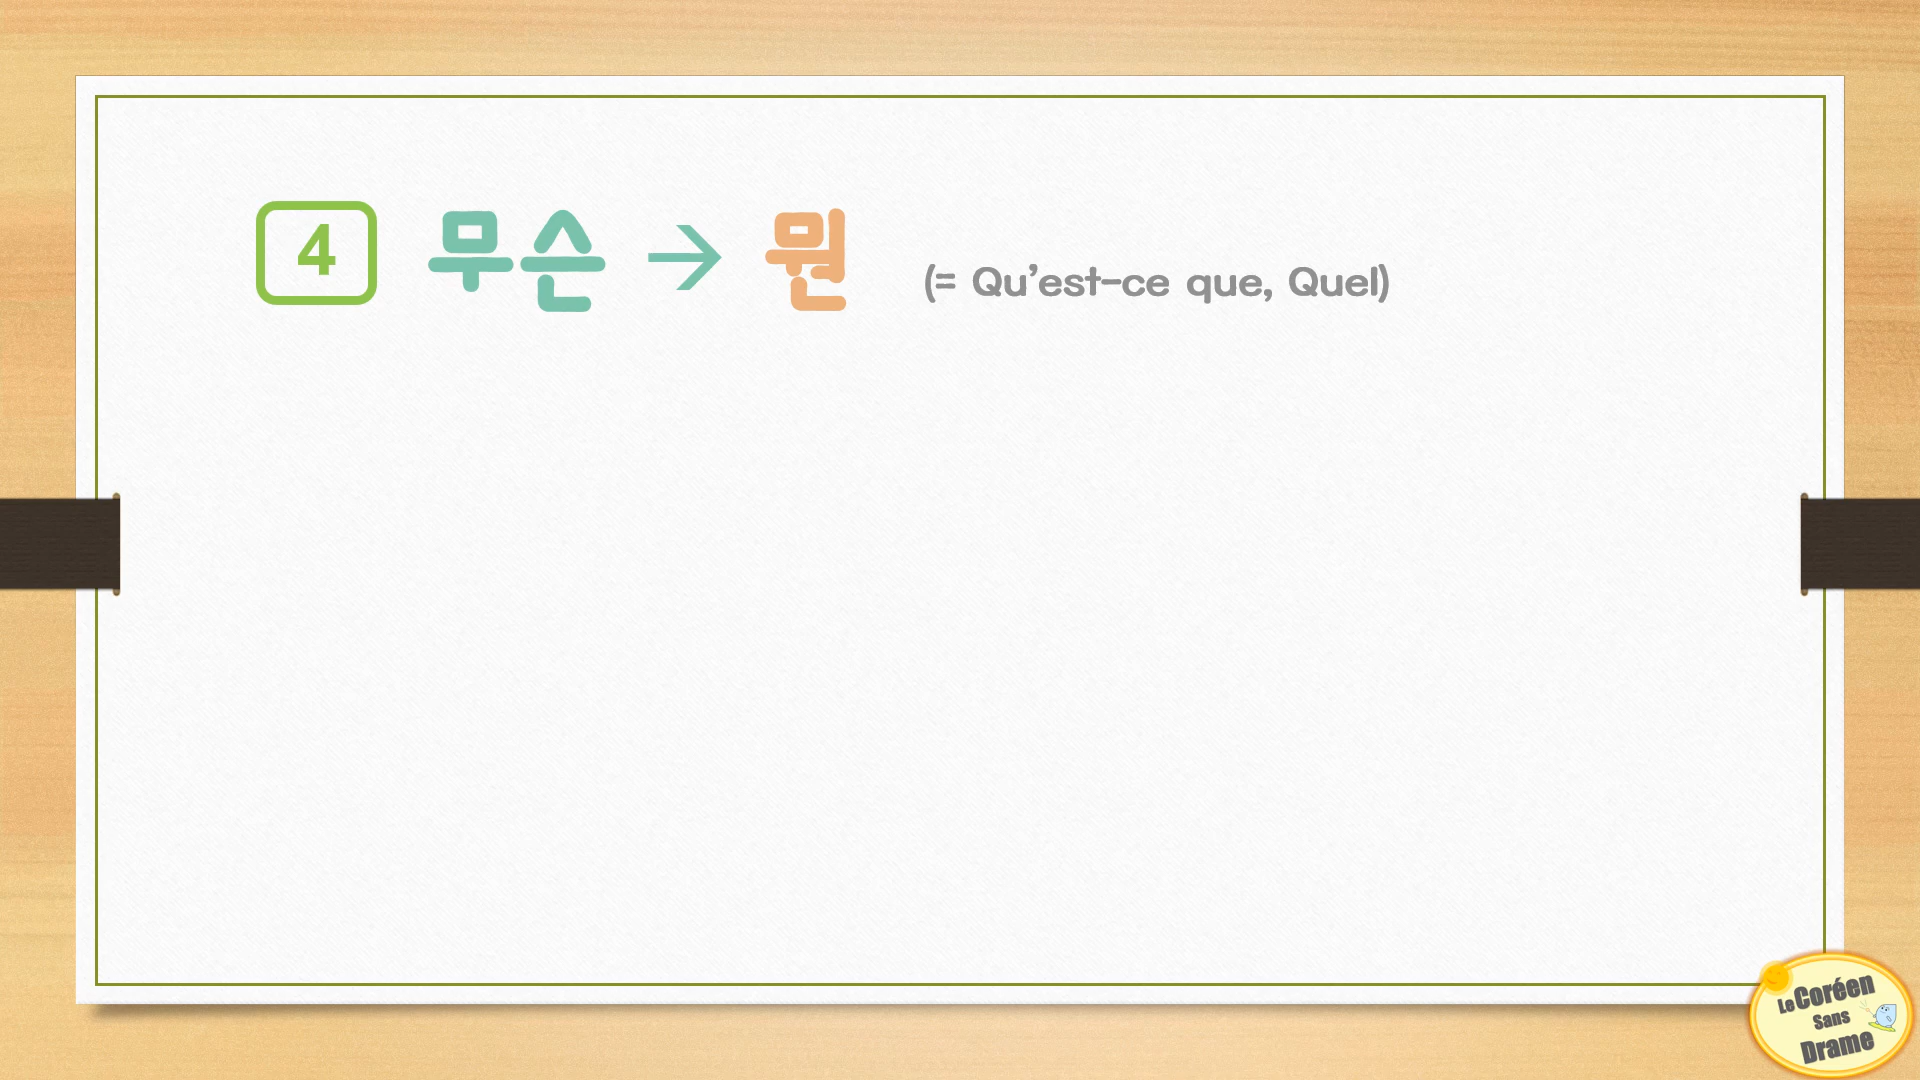 4 무슨 → 뭔 (= Qu’est-ce que, Quel)
Le Coréen
Sans
Drame